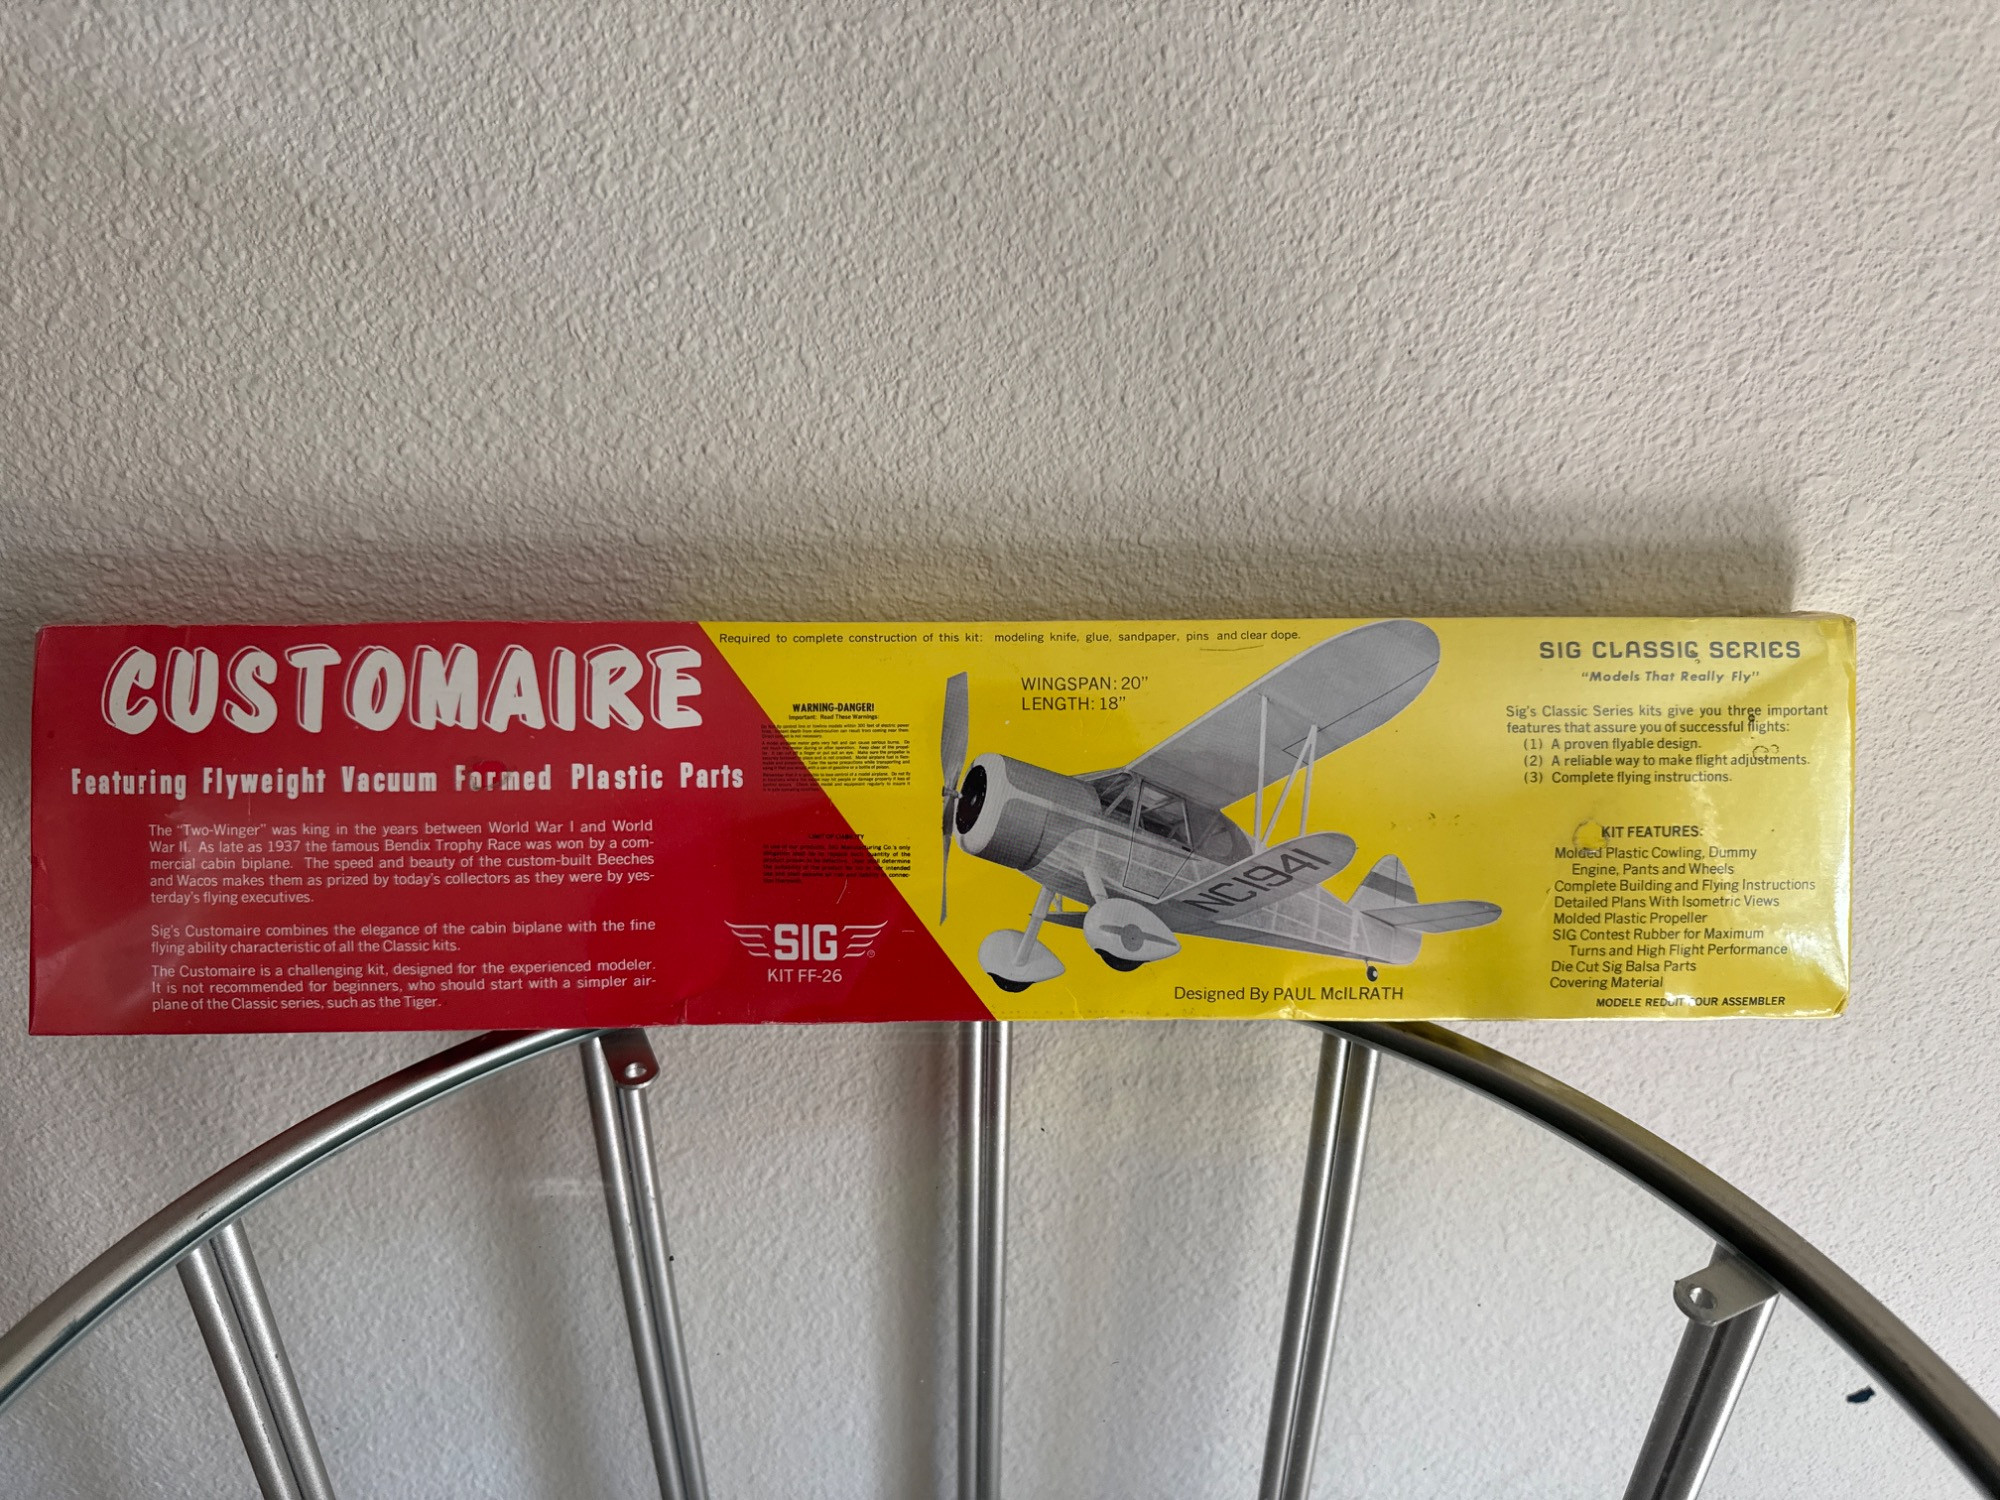 CUSTOMAIRE
Featuring Flyweight Vacuum Formed Plastic Parts
The "Two-Winger" was king in the years between World War I and World
War II. As late as 1937 the famous Bendix Trophy Race was won by a com-
mercial cabin biplane. The speed and beauty of the custom-built Beeches
and Wacos makes them as prized by today's collectors as they were by yes-
terday's flying executives.
Sig's Customaire combines the elegance of the cabin biplane with the fine
flying ability characteristic of all the Classic kits.
The Customaire is a challenging kit, designed for the experienced modeler.
It is not recommended for beginners, who should start with a simpler air-
plane of the Classic series, such as the Tiger.
Required to complete construction of this kit: modeling knife, glue, sandpaper, pins and clear dope.
WARNING-DANGER!
Important: Read These Warnings.
SIG
KIT FF-26
WINGSPAN: 20"
LENGTH: 18"
NC1941
Designed By PAUL McILRATH
SIG CLASSIC SERIES
"Models That Really Fly"
Sig's Classic Series kits give you three important
features that assure you of successful flights:
(1) A proven flyable design.
(2) A reliable way to make flight adjustments.
(3) Complete flying instructions.
KIT FEATURES:
Molded Plastic Cowling, Dummy
Engine, Pants and Wheels
Complete Building and Flying Instructions
Detailed Plans With Isometric Views
Molded Plastic Propeller
SIG Contest Rubber for Maximum
Turns and High Flight Performance
Die Cut Sig Balsa Parts
Covering Material
MODELE REDUIT POUR ASSEMBLER